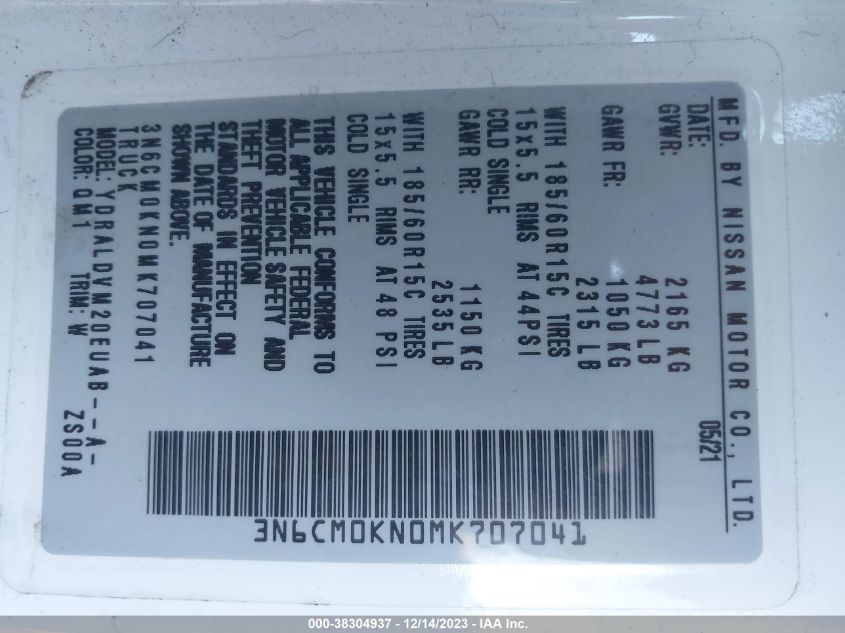 MFD. BY NISSAN MOTOR CO., LTD.
DATE: 05/21
GVWR: 2165 KG
4773 LB
GAWR FR: 1050 KG
2315 LB
WITH 185/60R15C TIRES
15x5.5 RIMS AT 44PSI
COLD SINGLE
GAWR RR: 1150 KG
2535 LB
WITH 185/60R15C TIRES
15x5.5 RIMS AT 48 PSI
COLD SINGLE
THIS VEHICLE CONFORMS TO
ALL APPLICABLE FEDERAL
MOTOR VEHICLE SAFETY AND
THEFT PREVENTION
STANDARDS IN EFFECT ON
THE DATE OF MANUFACTURE
SHOWN ABOVE.
3N6CM0KN0MK707041
TRUCK
MODEL: YDRALDVM20EUAB--A-
COLOR: QM1 TRIM: W ZS00A
3N6CM0KN0MK707041
000-38304937 - 12/14/2023 - IAA Inc.